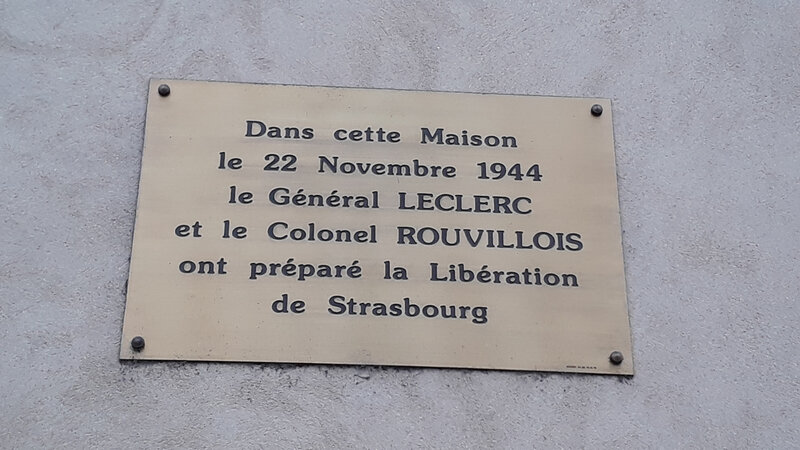 Dans cette Maison
le 22 Novembre 1944
le Général LECLERC
et le Colonel ROUVILLOIS
ont préparé la Libération
de Strasbourg